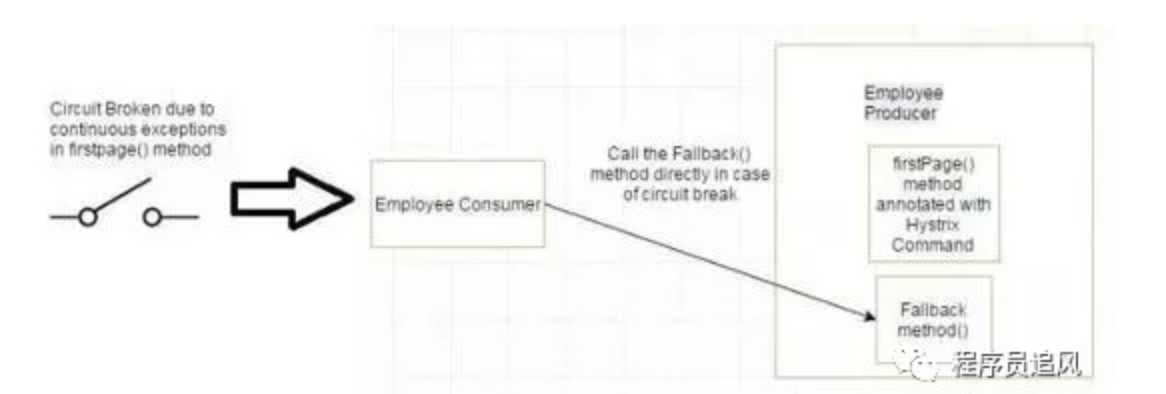 Circuit Broken due to
continuous exceptions
in firstpage() method
Employee Consumer
Call the Fallback()
method directly in case
of circuit break
Employee
Producer
firstPage()
method
annotated with
Hystrix
Command
Fallback
method()
程序员追风